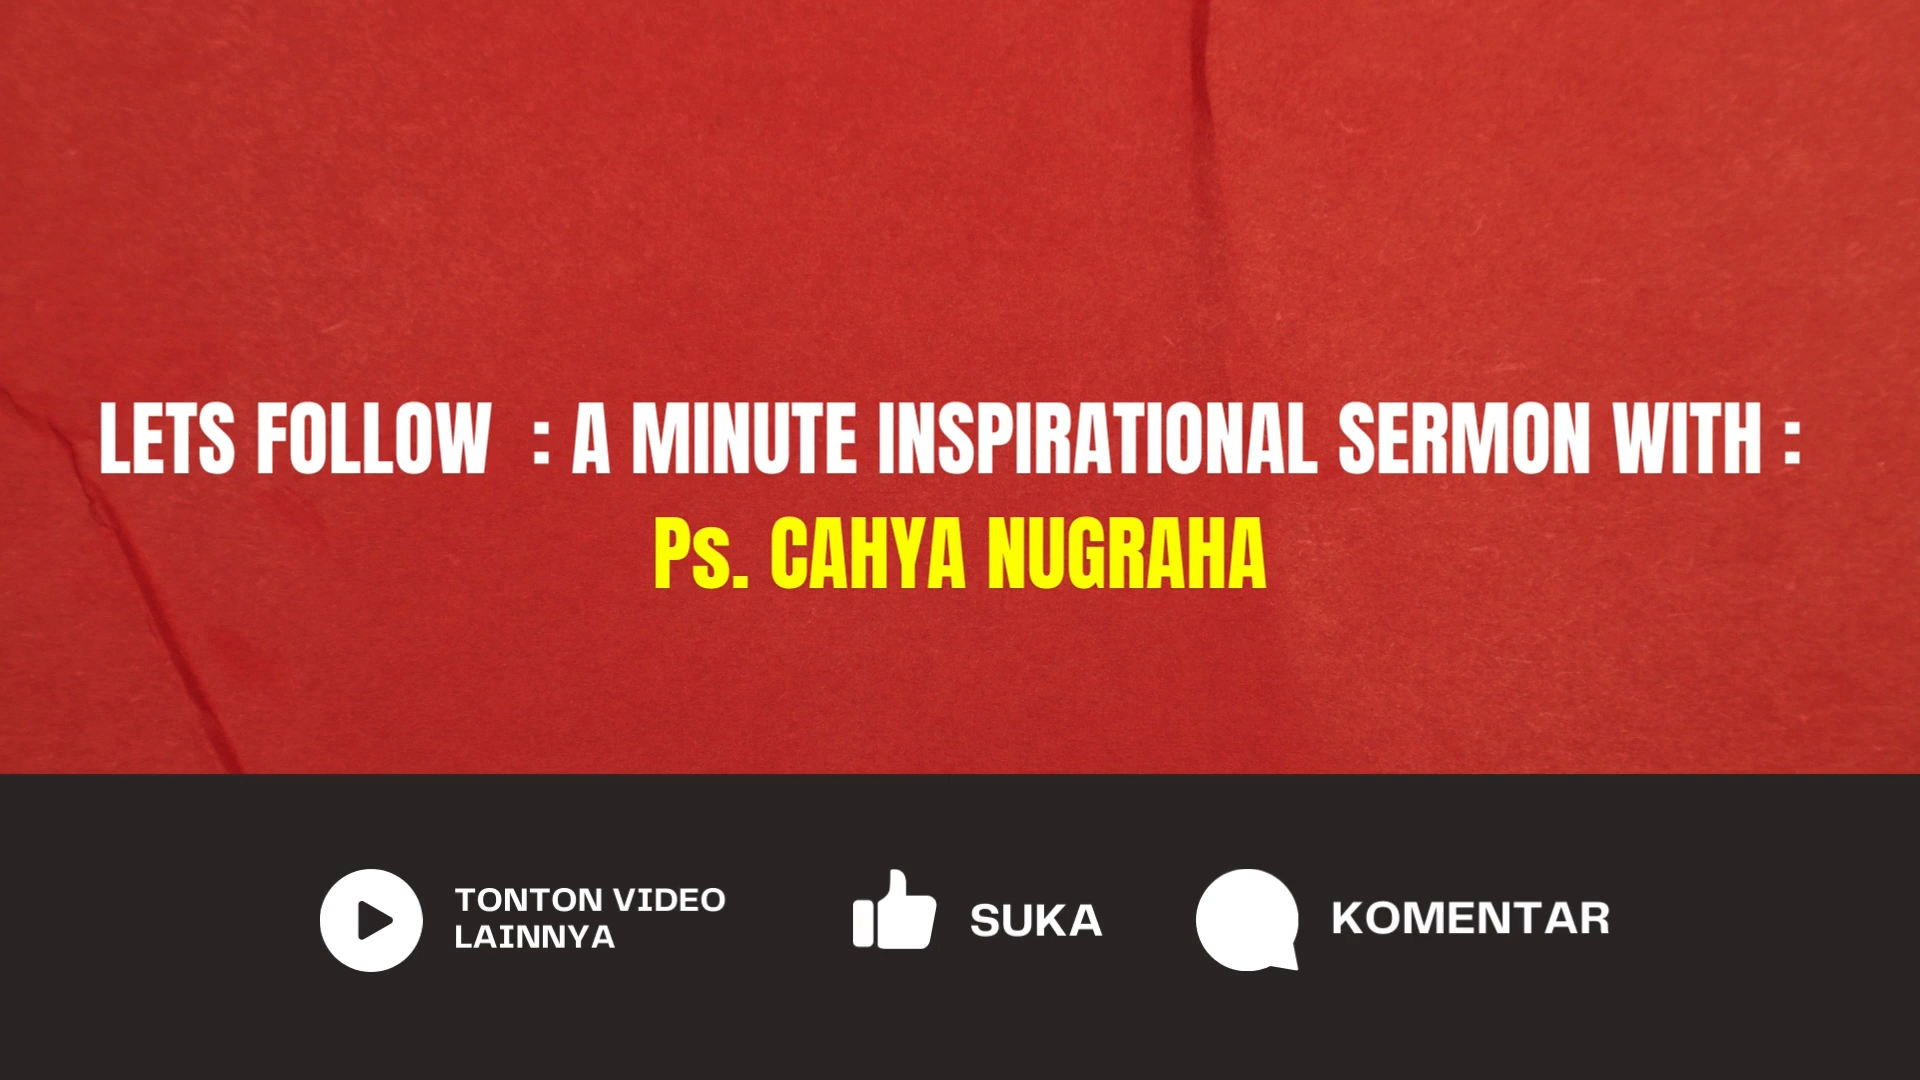 LETS FOLLOW  : A MINUTE INSPIRATIONAL SERMON WITH :
Ps. CAHYA NUGRAHA
TONTON VIDEO
LAINNYA
SUKA
KOMENTAR